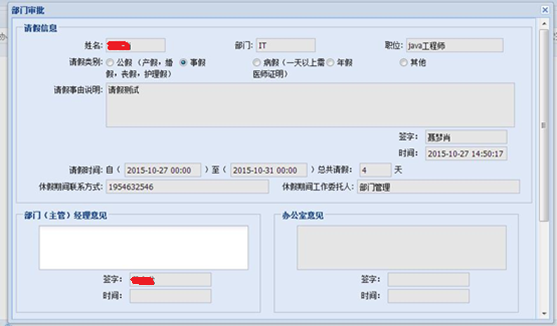 部门审批
请假信息
姓名: 部门: IT 职位: java工程师
请假类别: 公假 (产假,婚假,丧假,护理假) 事假 病假(一天以上需医师证明) 年假 其他
请假事由说明: 请假测试
签字: 聂梦肖
时间: 2015-10-27 14:50:17
请假时间: 自( 2015-10-27 00:00 )至( 2015-10-31 00:00 )总共请假: 4 天
休假期间联系方式: 1954632546 休假期间工作委托人: 部门管理
部门(主管)经理意见 办公室意见
签字: 签字:
时间: 时间: